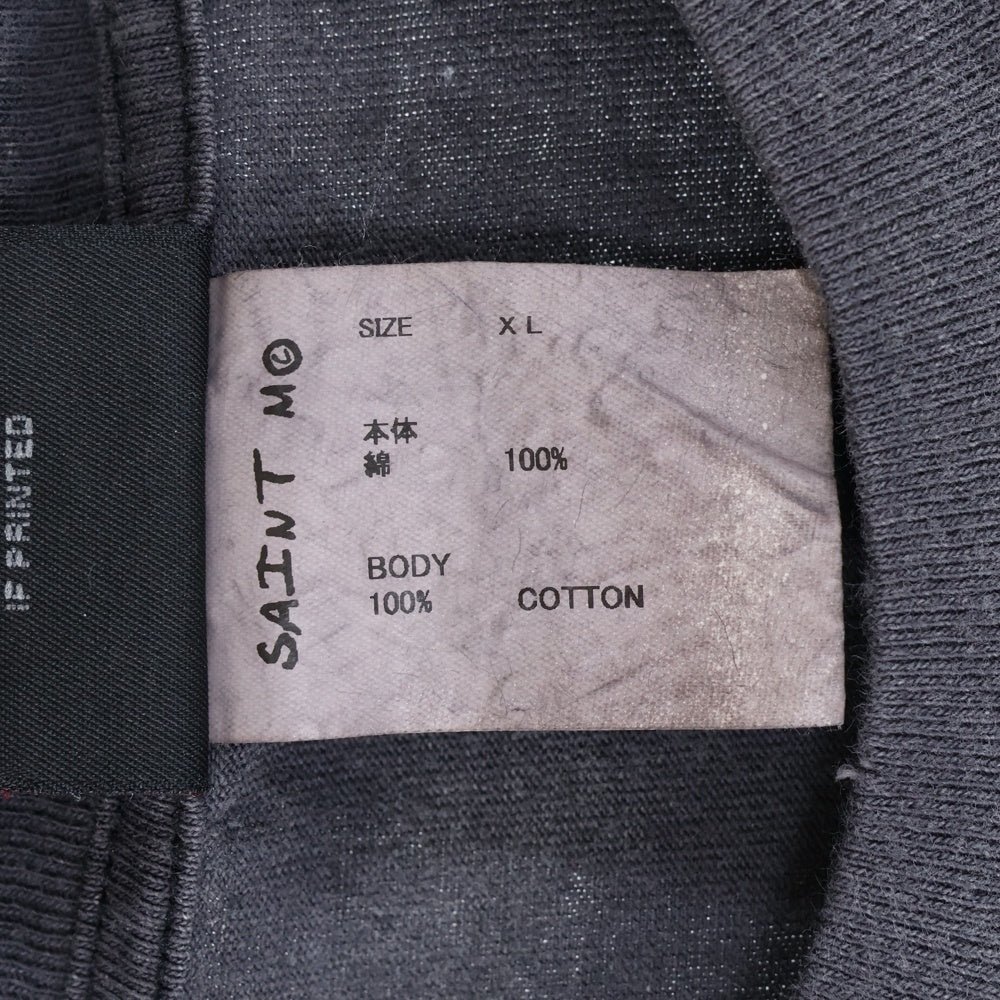 SAINT M©
SIZE XL
本体
綿 100%
BODY
100% COTTON
IF PRINTED